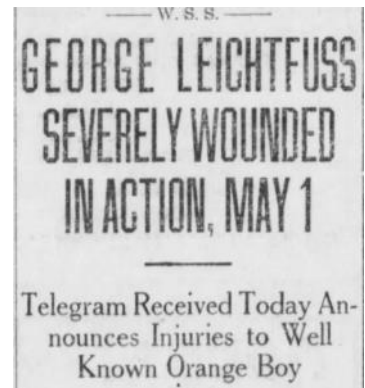 W. S. S.
GEORGE LEICHTFUSS
SEVERELY WOUNDED
IN ACTION, MAY 1
Telegram Received Today An-
nounces Injuries to Well
Known Orange Boy